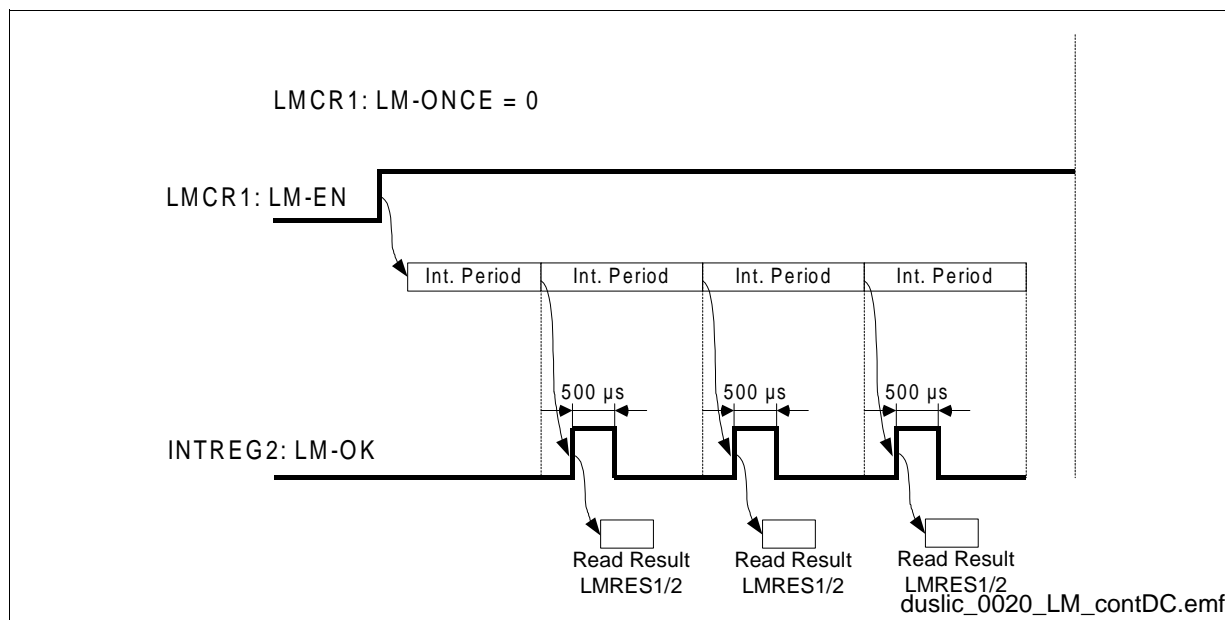 LMCR1: LM-ONCE = 0
LMCR1: LM-EN
Int. Period Int. Period Int. Period Int. Period
500 µs 500 µs 500 µs
INTREG2: LM-OK
Read Result Read Result Read Result
LMRES1/2 LMRES1/2 LMRES1/2
duslic_0020_LM_contDC.emf